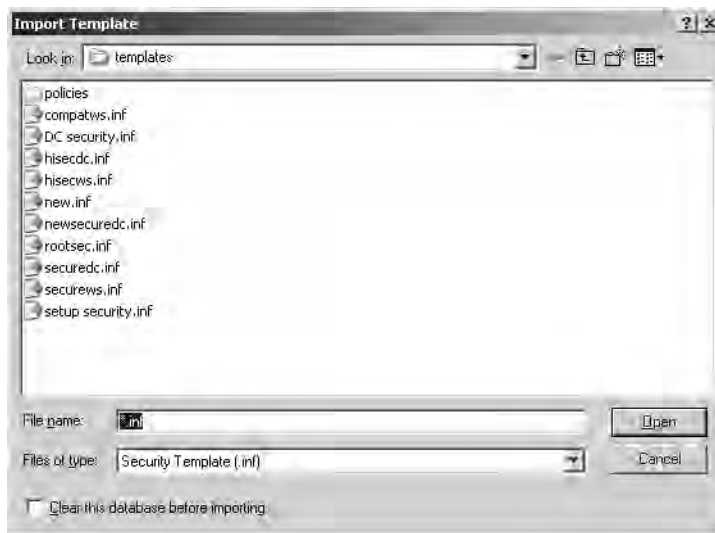 Import Template
Look in: templates
policies
compatws.inf
DC security.inf
hisecdc.inf
hisecws.inf
new.inf
newsecuredc.inf
rootsec.inf
securedc.inf
securews.inf
setup security.inf
File name: *.inf Open
Files of type: Security Template (.inf) Cancel
Clear this database before importing